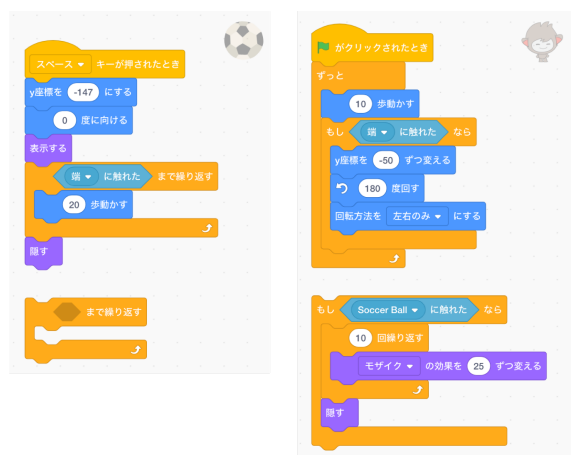 スペース キーが押されたとき
y座標を -147 にする
0 度に向ける
表示する
端 に触れた まで繰り返す
20 歩動かす
隠す
まで繰り返す
がクリックされたとき
ずっと
10 歩動かす
もし 端 に触れた なら
y座標を -50 ずつ変える
180 度回す
回転方法を 左右のみ にする
もし Soccer Ball に触れた なら
10 回繰り返す
モザイク の効果を 25 ずつ変える
隠す